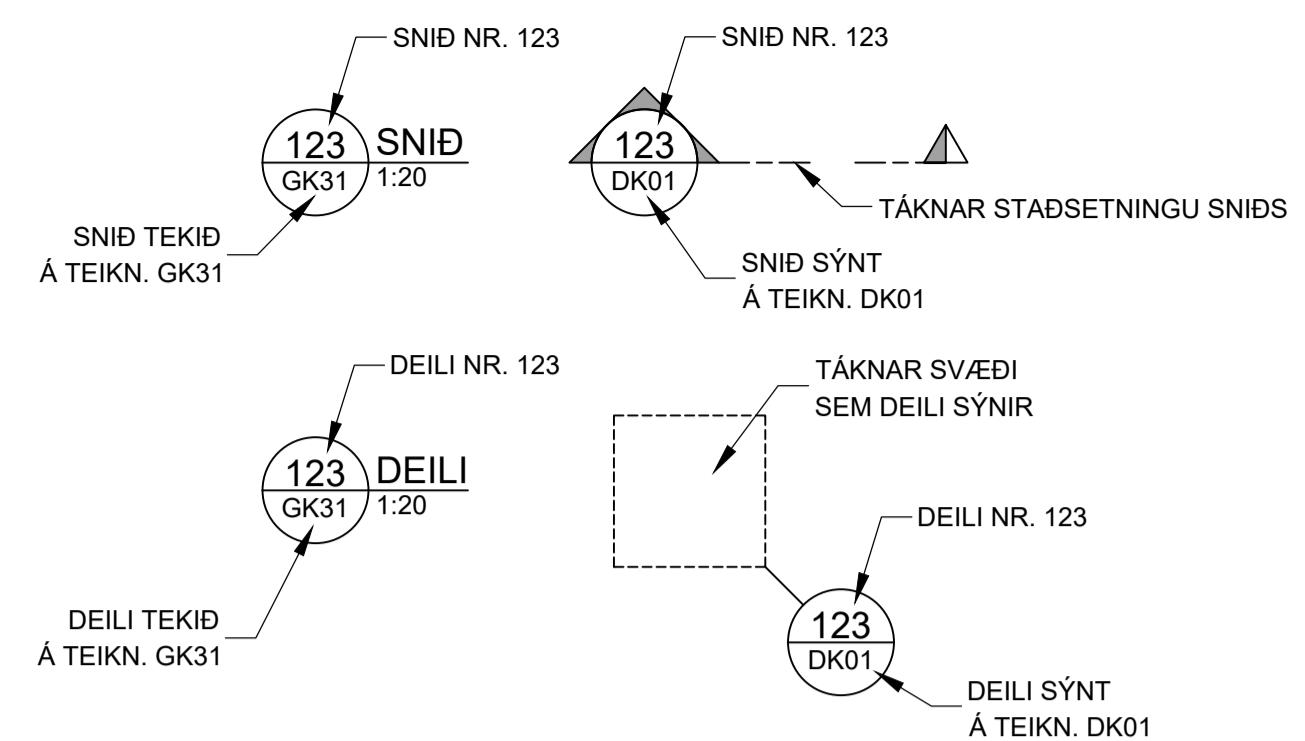 SNIÐ NR. 123
123
SNIÐ
GK31
1:20
SNIÐ TEKIÐ
Á TEIKN. GK31
SNIÐ NR. 123
123
DK01
TÁKNAR STAÐSETNINGU SNIÐS
SNIÐ SÝNT
Á TEIKN. DK01
DEILI NR. 123
123
DEILI
GK31
1:20
DEILI TEKIÐ
Á TEIKN. GK31
TÁKNAR SVÆÐI
SEM DEILI SÝNIR
DEILI NR. 123
123
DK01
DEILI SÝNT
Á TEIKN. DK01